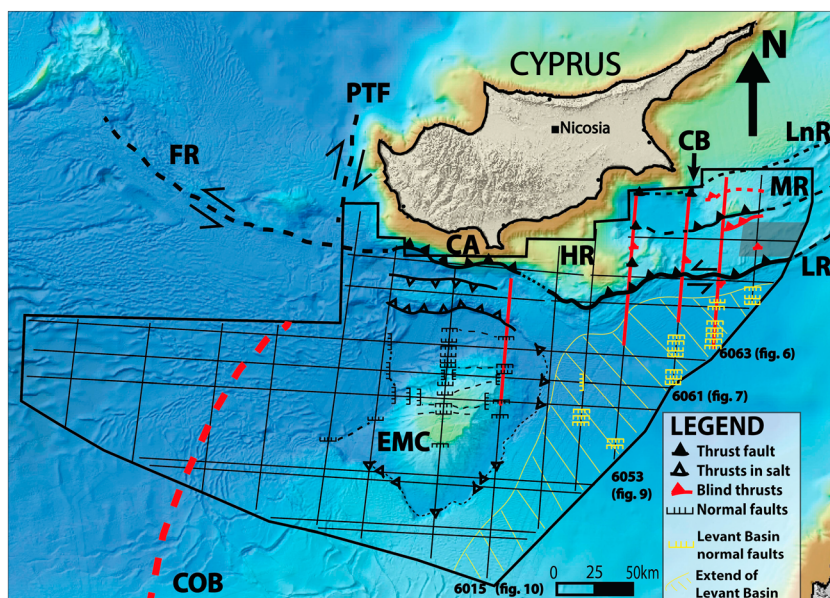 CYPRUS
N
PTF
Nicosia
LnR
CB
FR
MR
CA
HR
LR
6063 (fig. 6)
6061 (fig. 7)
EMC
LEGEND
Thrust fault
Thrusts in salt
6053
(fig. 9)
Blind thrusts
Normal faults
Levant Basin
normal faults
COB
6015 (fig. 10)
0 25 50km
Extend of
Levant Basin